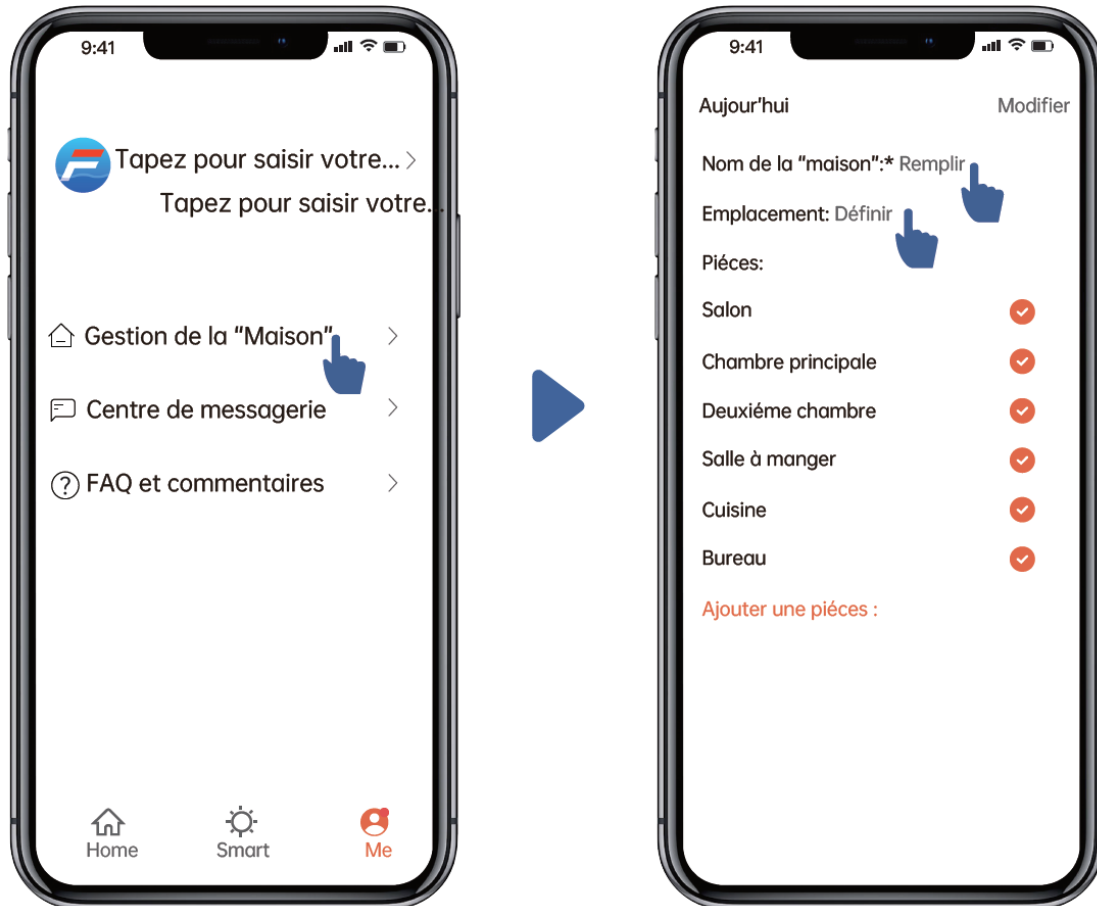 9:41
Tapez pour saisir votre...
Tapez pour saisir votre...
Gestion de la "Maison"
Centre de messagerie
FAQ et commentaires
Home
Smart
Me
9:41
Aujour'hui
Modifier
Nom de la "maison":* Remplir
Emplacement: Définir
Piéces:
Salon
Chambre principale
Deuxiéme chambre
Salle à manger
Cuisine
Bureau
Ajouter une piéces :